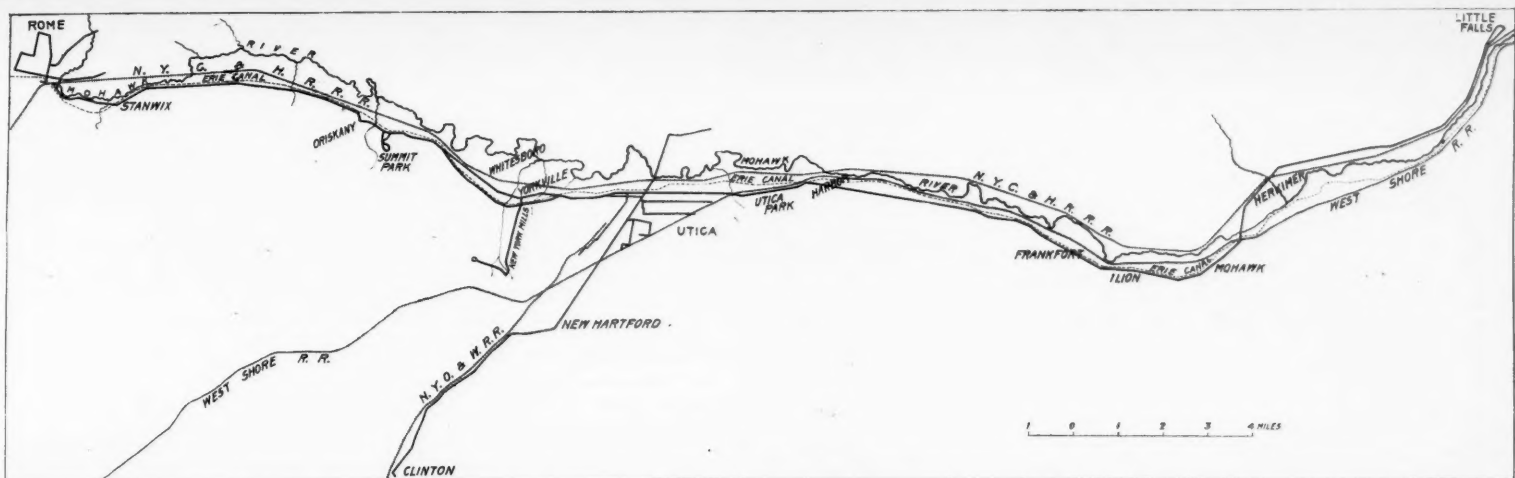 ROME
LITTLE
FALLS
RIVER
N. Y. C. & H. R. R. R.
ERIE CANAL
MOHAWK
STANWIX
ORISKANY
SUMMIT
PARK
WHITESBORO
YORKVILLE
NEW YORK MILLS
MOHAWK
ERIE CANAL
UTICA
PARK
HARBOR
RIVER
N. Y. C. & H. R. R. R.
HERKIMER
WEST SHORE R. R.
UTICA
FRANKFORT
ERIE CANAL
ILION
MOHAWK
NEW HARTFORD
N. Y. O. & W. R. R.
WEST SHORE R. R.
CLINTON
1 0 1 2 3 4 MILES